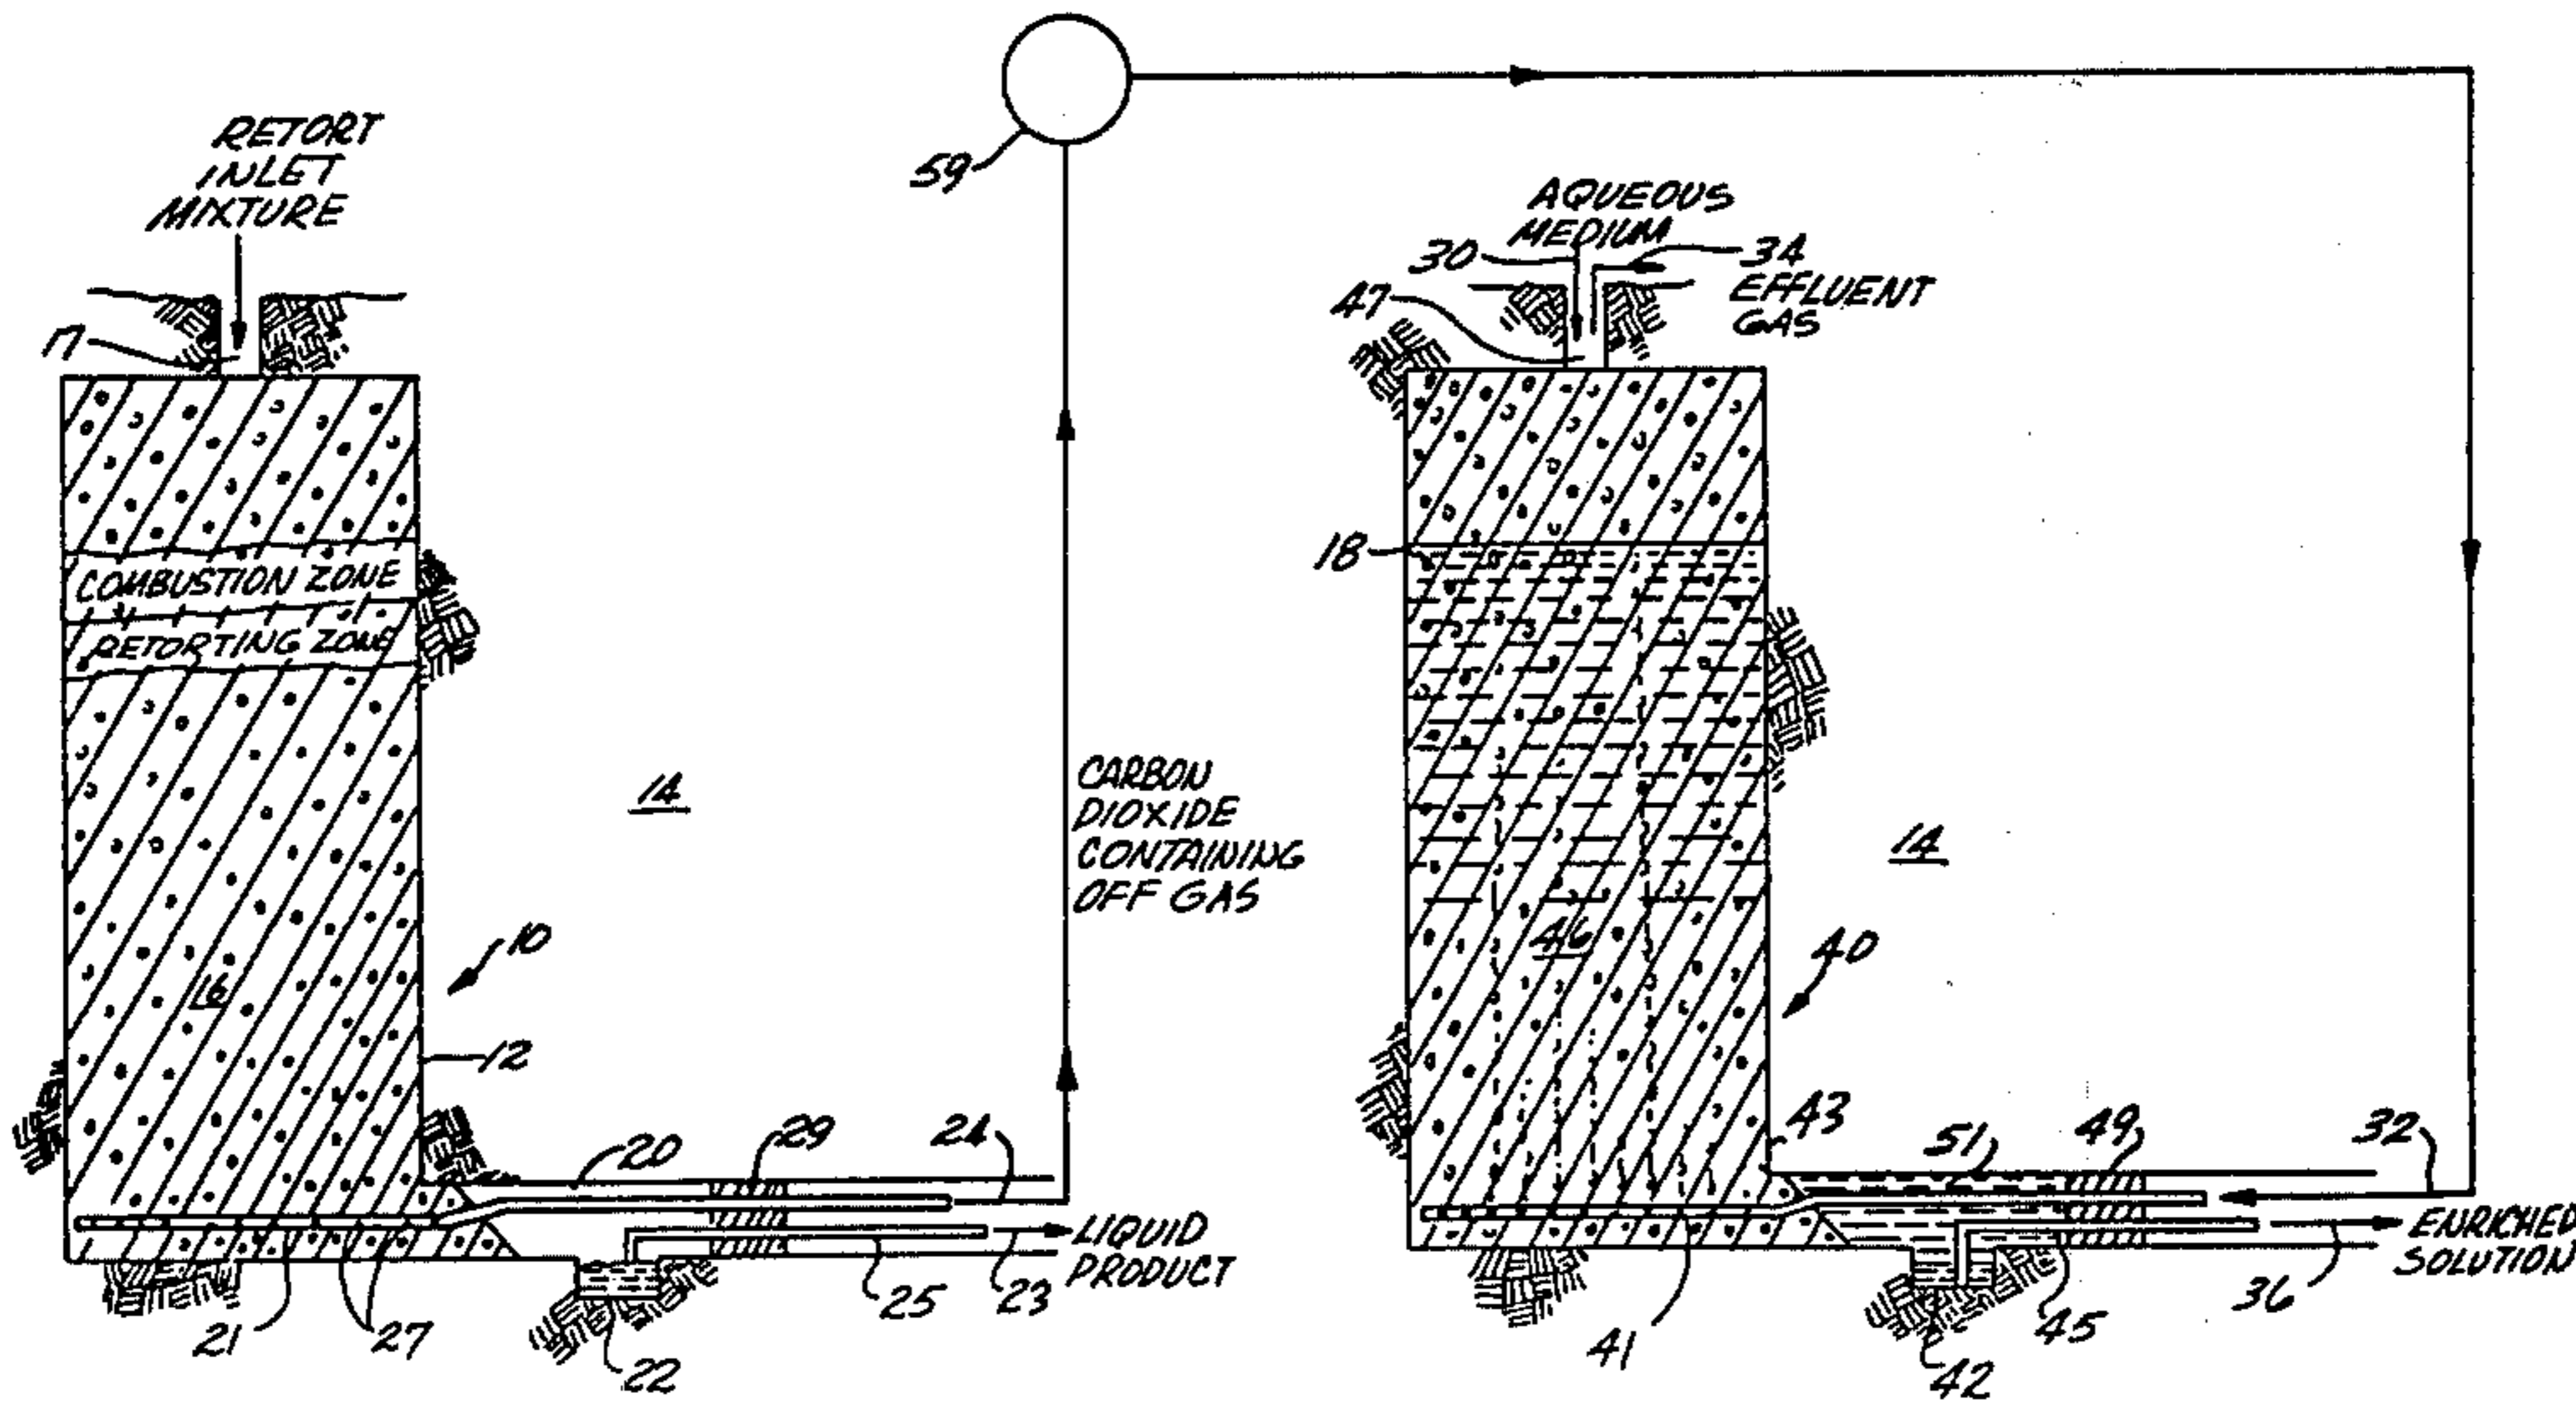 RETORT
INLET
MIXTURE
17
COMBUSTION ZONE
RETORTING ZONE
16
14
10
12
20
29
24
LIQUID
PRODUCT
21
27
22
25
23
59
CARBON
DIOXIDE
CONTAINING
OFF GAS
AQUEOUS
MEDIUM
30
34
EFFLUENT
GAS
47
18
46
14
40
43
51
49
32
ENRICHED
SOLUTION
41
42
45
36